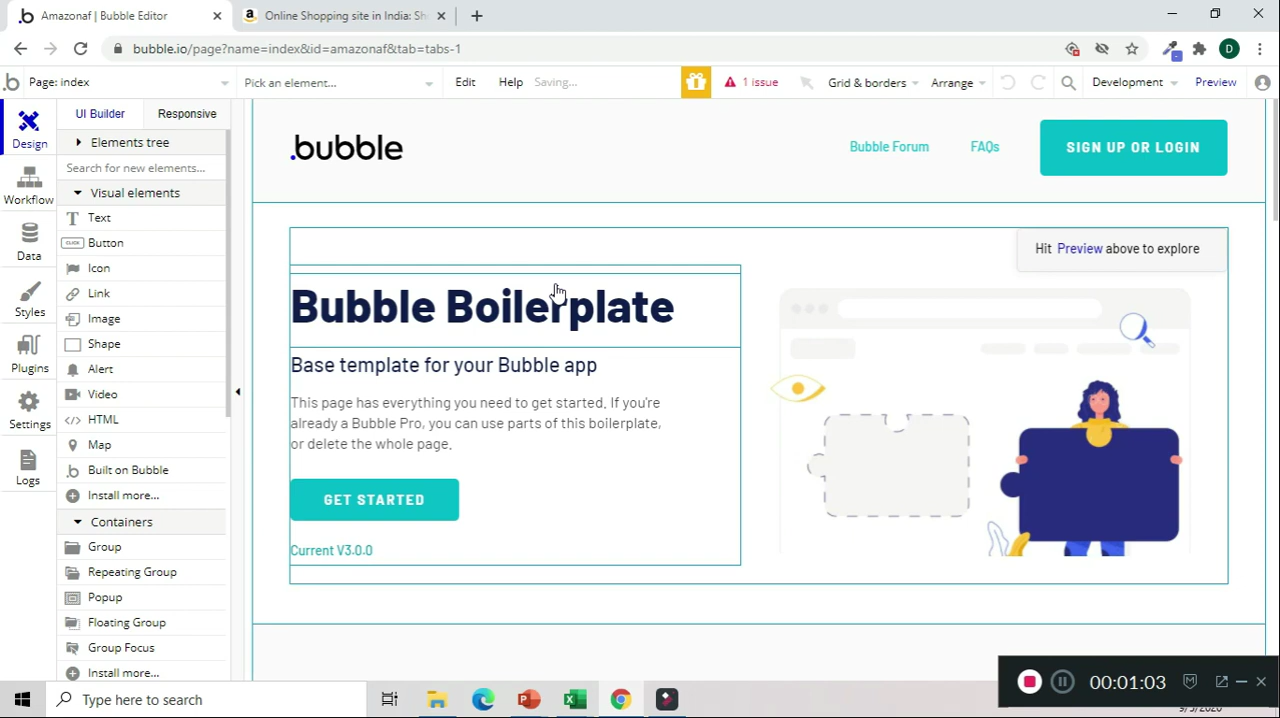 Amazonaf | Bubble Editor
a
Online Shopping site in India: Sh
bubble.io/page?name=index&id=amazonaf&tab=tabs-1
D
Page: index
Pick an element...
Edit
Help
Saving...
1 issue
Grid & borders
Arrange
Development
Preview
Design
Workflow
Data
Styles
Plugins
Settings
Logs
UI Builder
Responsive
Elements tree
Search for new elements...
Visual elements
Text
CLICK
Button
Icon
Link
Image
Shape
Alert
Video
HTML
Map
Built on Bubble
Install more...
Containers
Group
Repeating Group
Popup
Floating Group
Group Focus
Install more...
.bubble
Bubble Forum
FAQs
SIGN UP OR LOGIN
Hit Preview above to explore
Bubble Boilerplate
Base template for your Bubble app
This page has everything you need to get started. If you're
already a Bubble Pro, you can use parts of this boilerplate,
or delete the whole page.
GET STARTED
Current V3.0.0
00:01:03
Type here to search